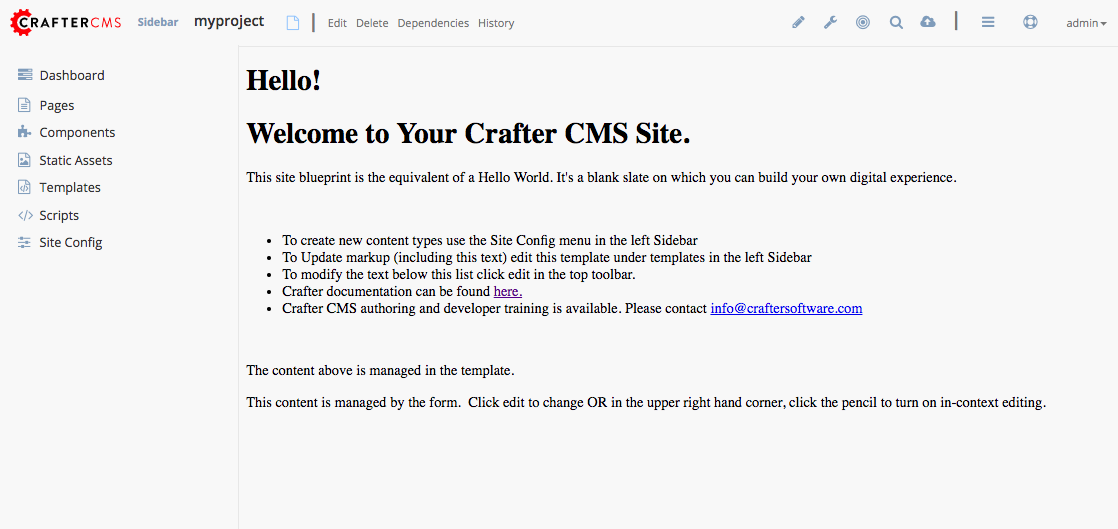 CRAFTERCMS Sidebar myproject Edit Delete Dependencies History admin
Dashboard
Pages
Components
Static Assets
Templates
Scripts
Site Config
Hello!
Welcome to Your Crafter CMS Site.
This site blueprint is the equivalent of a Hello World. It's a blank slate on which you can build your own digital experience.
• To create new content types use the Site Config menu in the left Sidebar
• To Update markup (including this text) edit this template under templates in the left Sidebar
• To modify the text below this list click edit in the top toolbar.
• Crafter documentation can be found here.
• Crafter CMS authoring and developer training is available. Please contact info@craftersoftware.com
The content above is managed in the template.
This content is managed by the form.  Click edit to change OR in the upper right hand corner, click the pencil to turn on in-context editing.